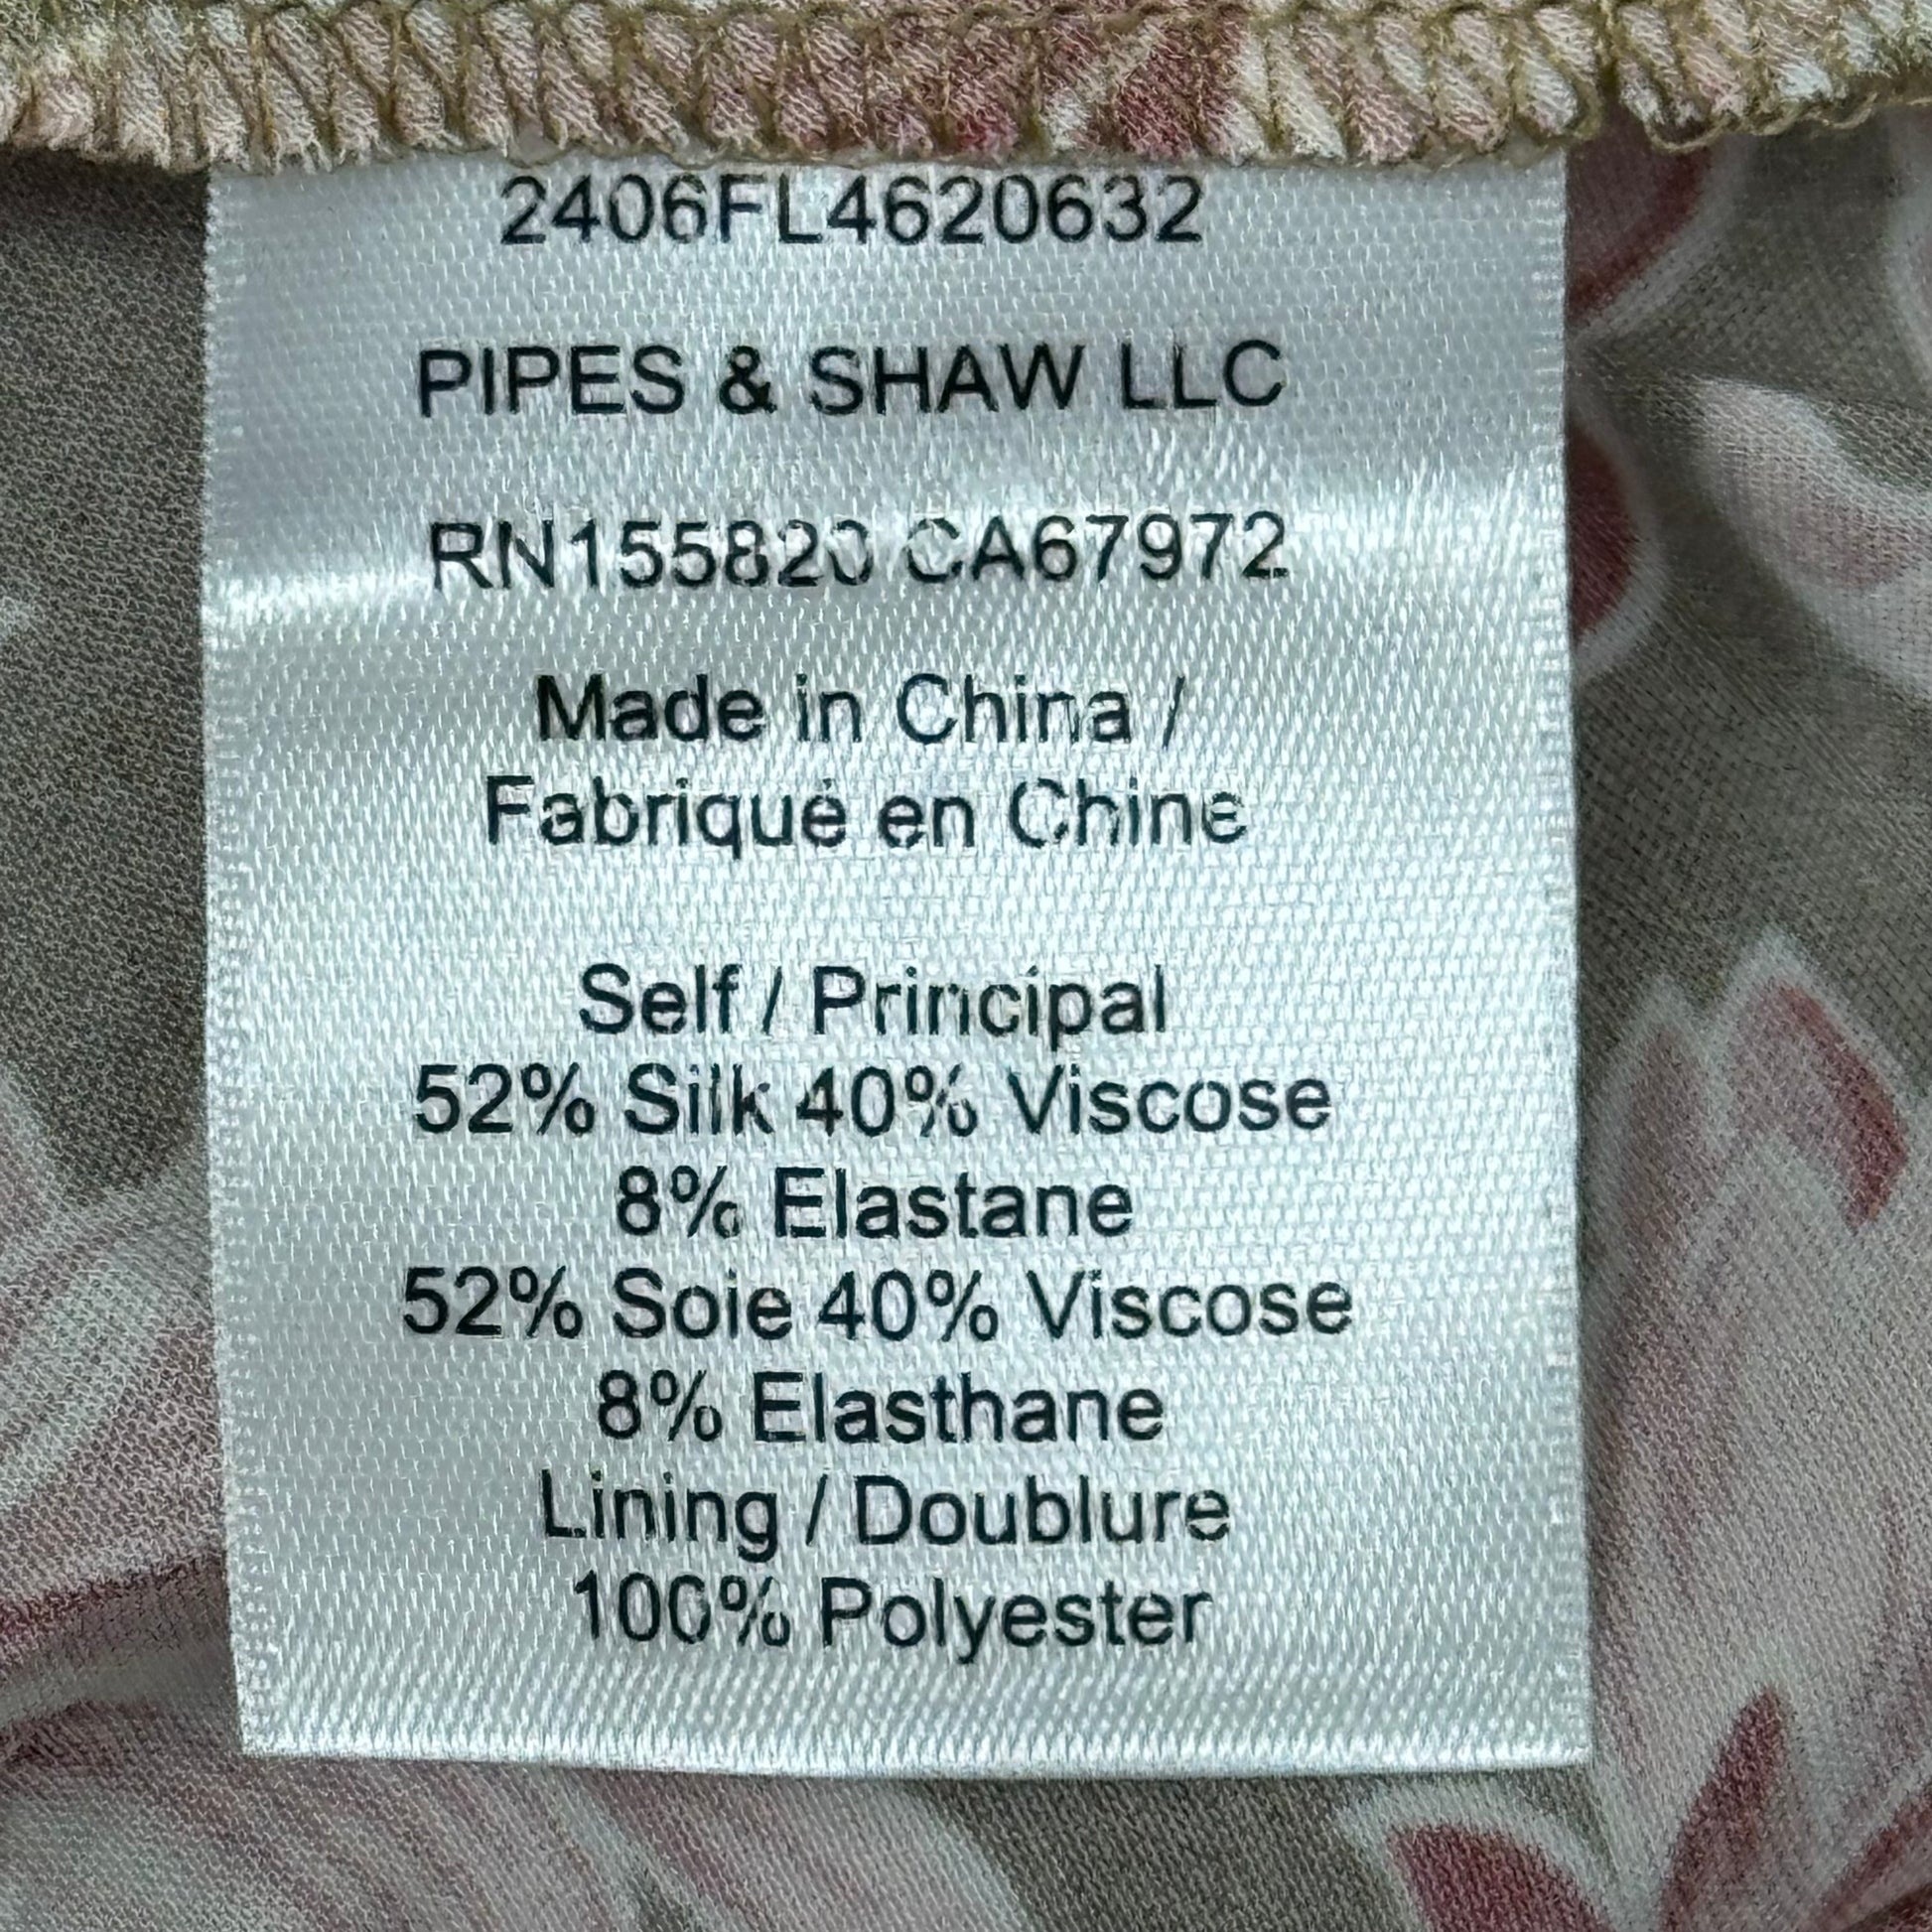 2406FL4620632
PIPES & SHAW LLC
RN155820 CA67972
Made in China /
Fabriqué en Chine
Self / Principal
52% Silk 40% Viscose
8% Elastane
52% Soie 40% Viscose
8% Elasthane
Lining / Doublure
100% Polyester